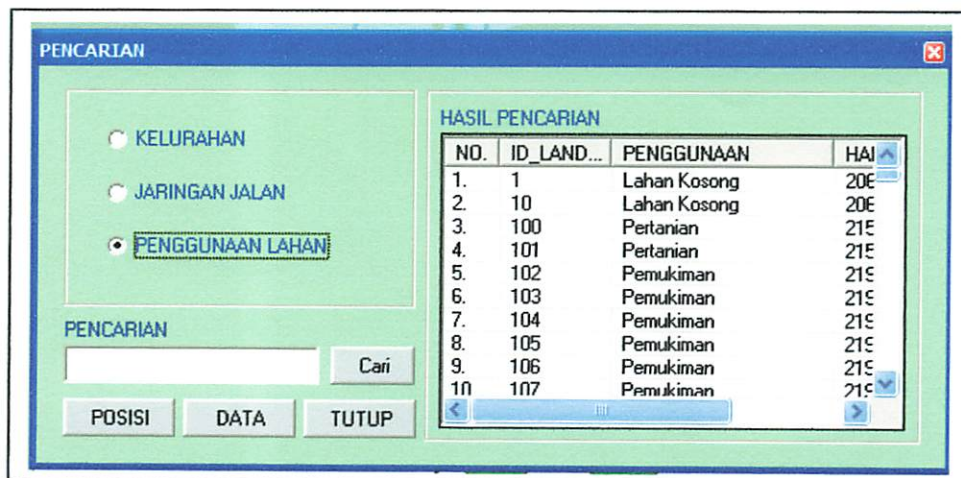 PENCARIAN
KELURAHAN
JARINGAN JALAN
PENGGUNAAN LAHAN
PENCARIAN
Cari
POSISI DATA TUTUP
HASIL PENCARIAN
NO. ID_LAND... PENGGUNAAN
1. 1 Lahan Kosong
2. 10 Lahan Kosong
3. 100 Pertanian
4. 101 Pertanian
5. 102 Pemukiman
6. 103 Pemukiman
7. 104 Pemukiman
8. 105 Pemukiman
9. 106 Pemukiman
10 107 Pemukiman